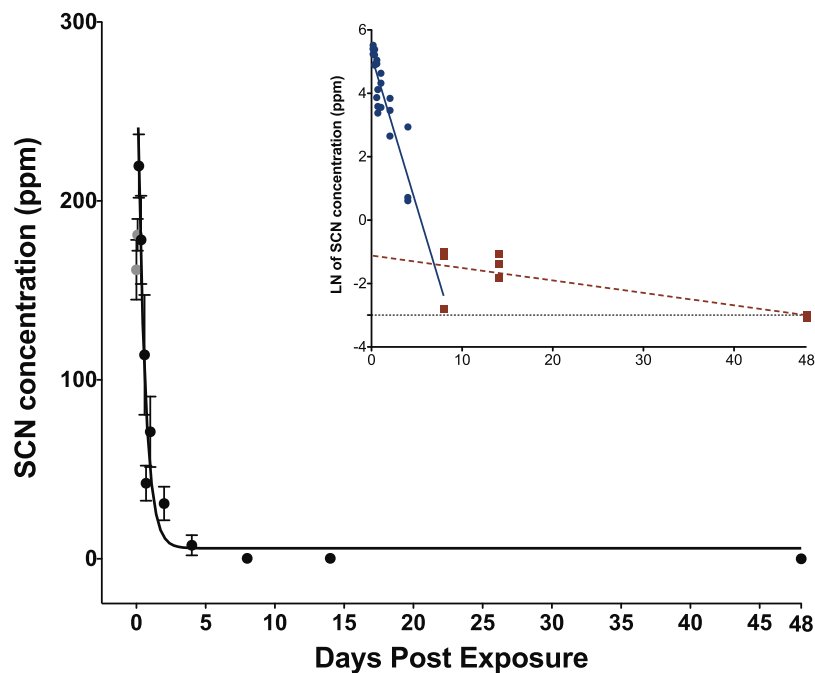 300
200
100
0
SCN concentration (ppm)
0 5 10 15 20 25 30 35 40 45 48
Days Post Exposure
6
4
2
0
-2
-4
LN of SCN concentration (ppm)
0 10 20 30 40 48